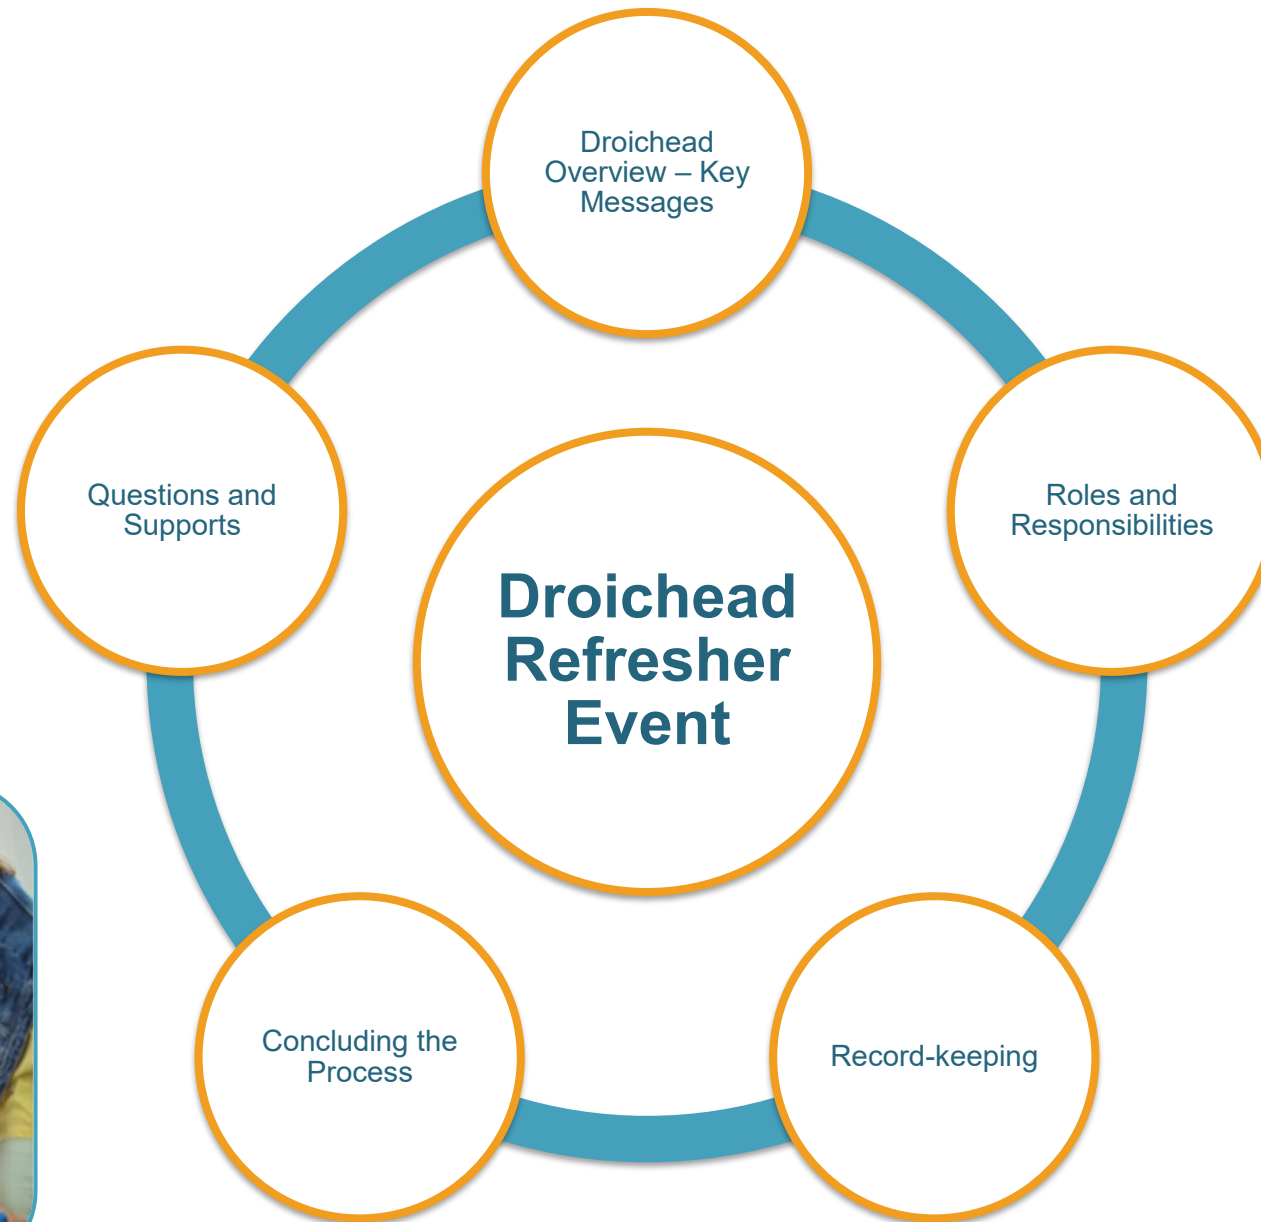 Droichead
Overview – Key
Messages
Questions and
Supports
Roles and
Responsibilities
Droichead
Refresher
Event
Concluding the
Process
Record-keeping